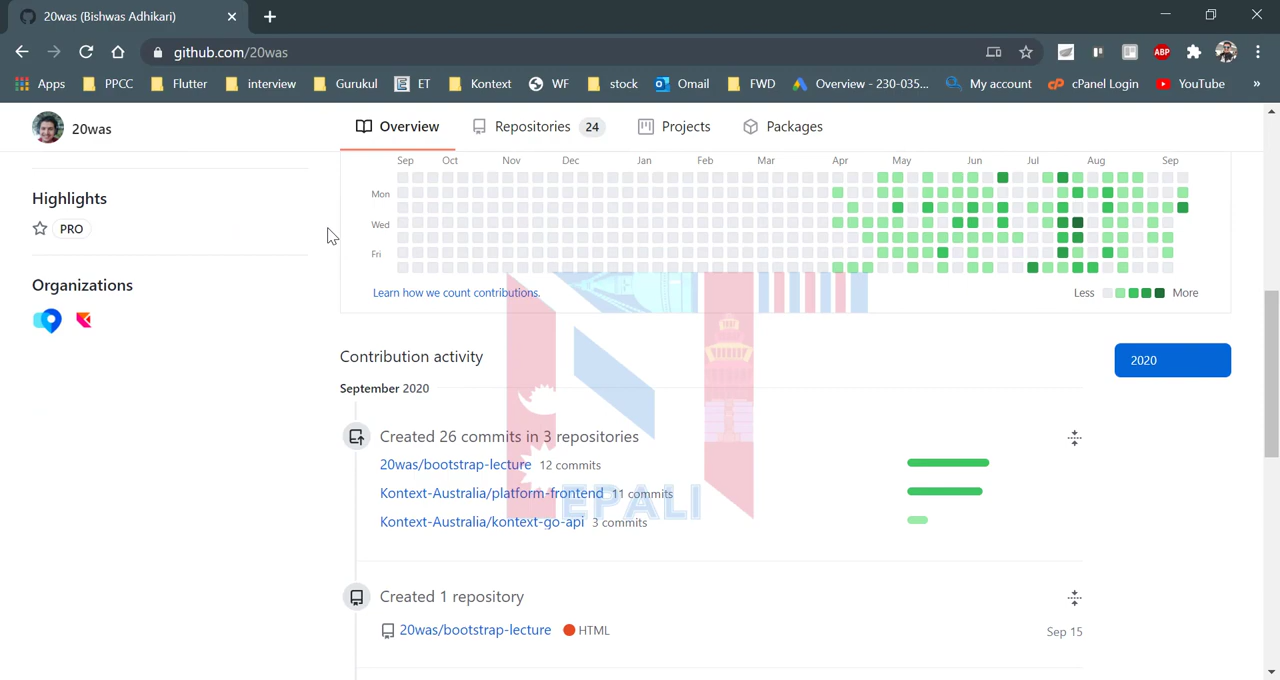 20was (Bishwas Adhikari)
github.com/20was
ABP
Apps PPCC Flutter interview Gurukul ET Kontext WF stock Omail FWD Overview - 230-035... My account cPanel Login YouTube »
20was
Overview Repositories 24 Projects Packages
Sep Oct Nov Dec Jan Feb Mar Apr May Jun Jul Aug Sep
Mon
Wed
Fri
Highlights
PRO
Organizations
Learn how we count contributions.
Less More
Contribution activity
2020
September 2020
Created 26 commits in 3 repositories
20was/bootstrap-lecture 12 commits
Kontext-Australia/platform-frontend 11 commits
Kontext-Australia/kontext-go-api 3 commits
EPALI
Created 1 repository
20was/bootstrap-lecture HTML Sep 15